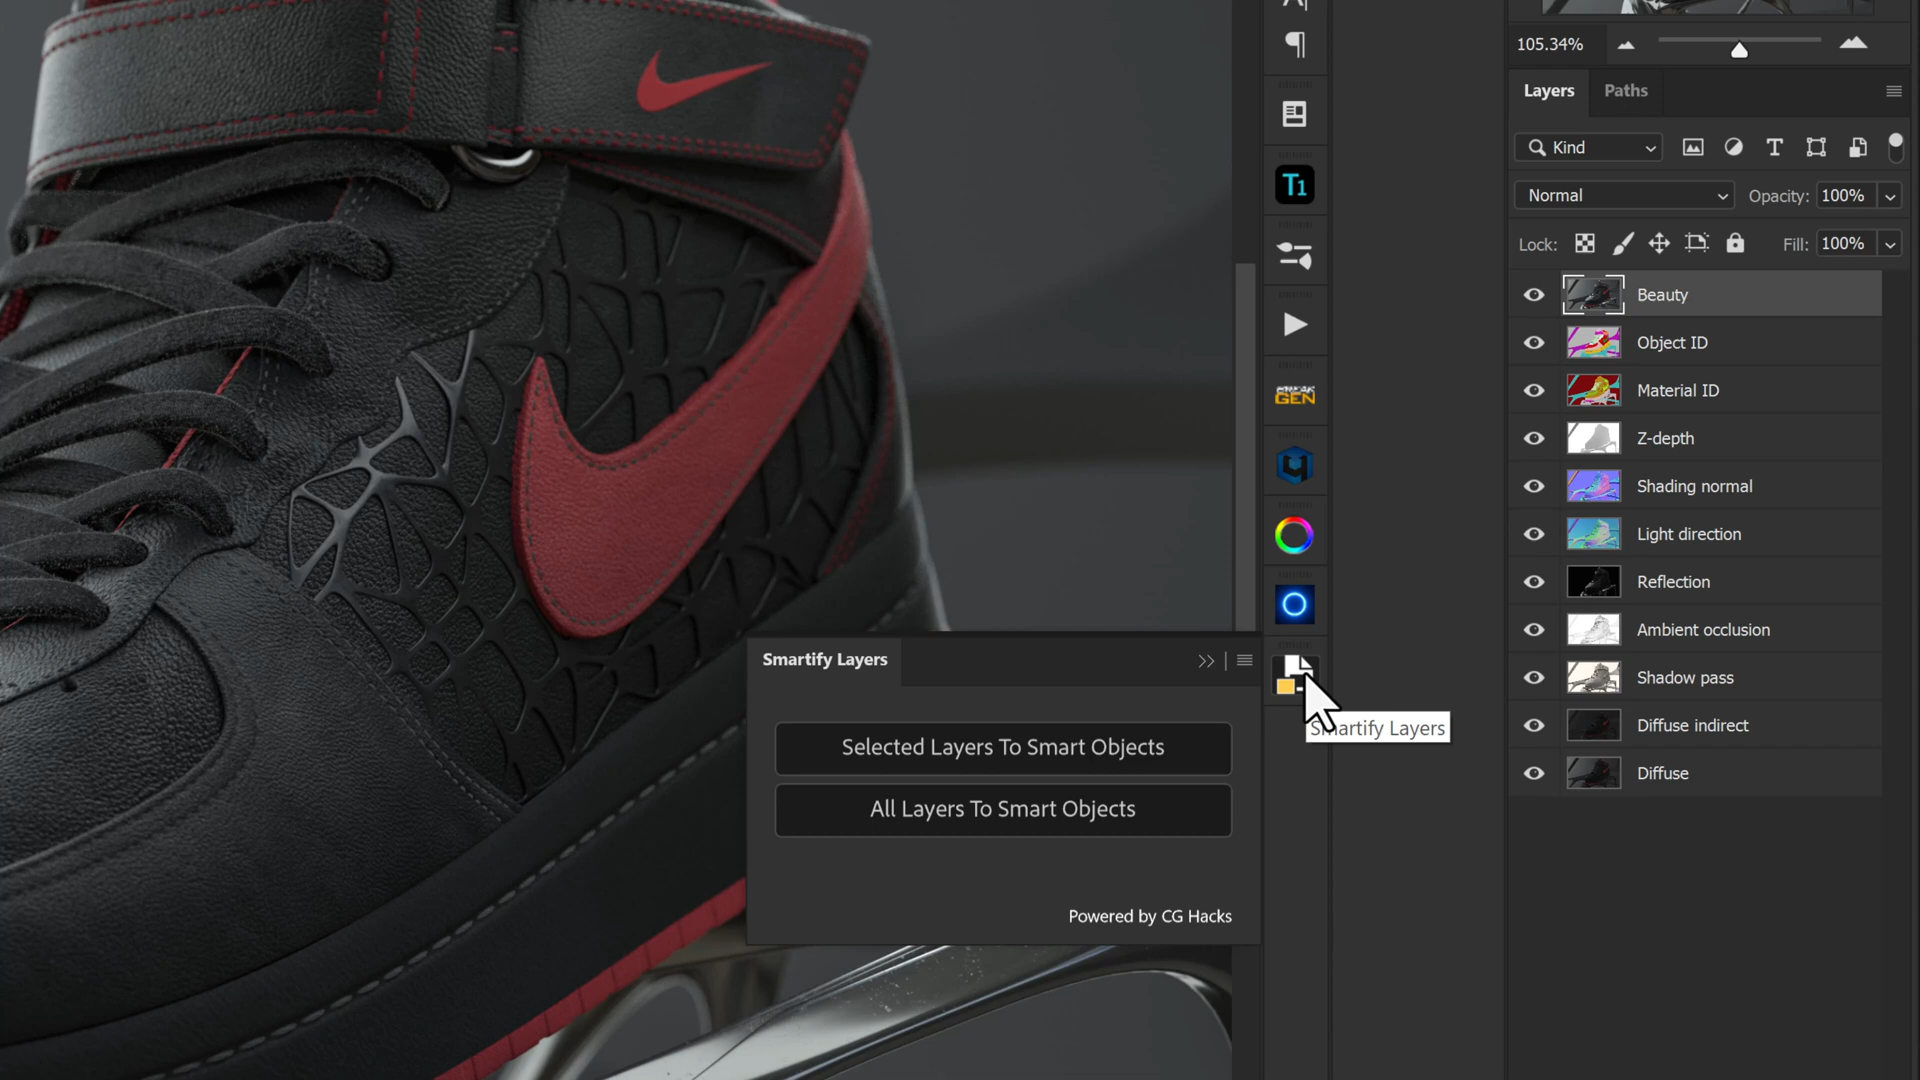 105.34%
Layers
Paths
Kind
Normal
Opacity: 100%
Lock:
Fill: 100%
Beauty
Object ID
Material ID
Z-depth
Shading normal
Light direction
Reflection
Ambient occlusion
Shadow pass
Diffuse indirect
Diffuse
T1
GEN
Smartify Layers
Selected Layers To Smart Objects
All Layers To Smart Objects
Powered by CG Hacks
Smartify Layers